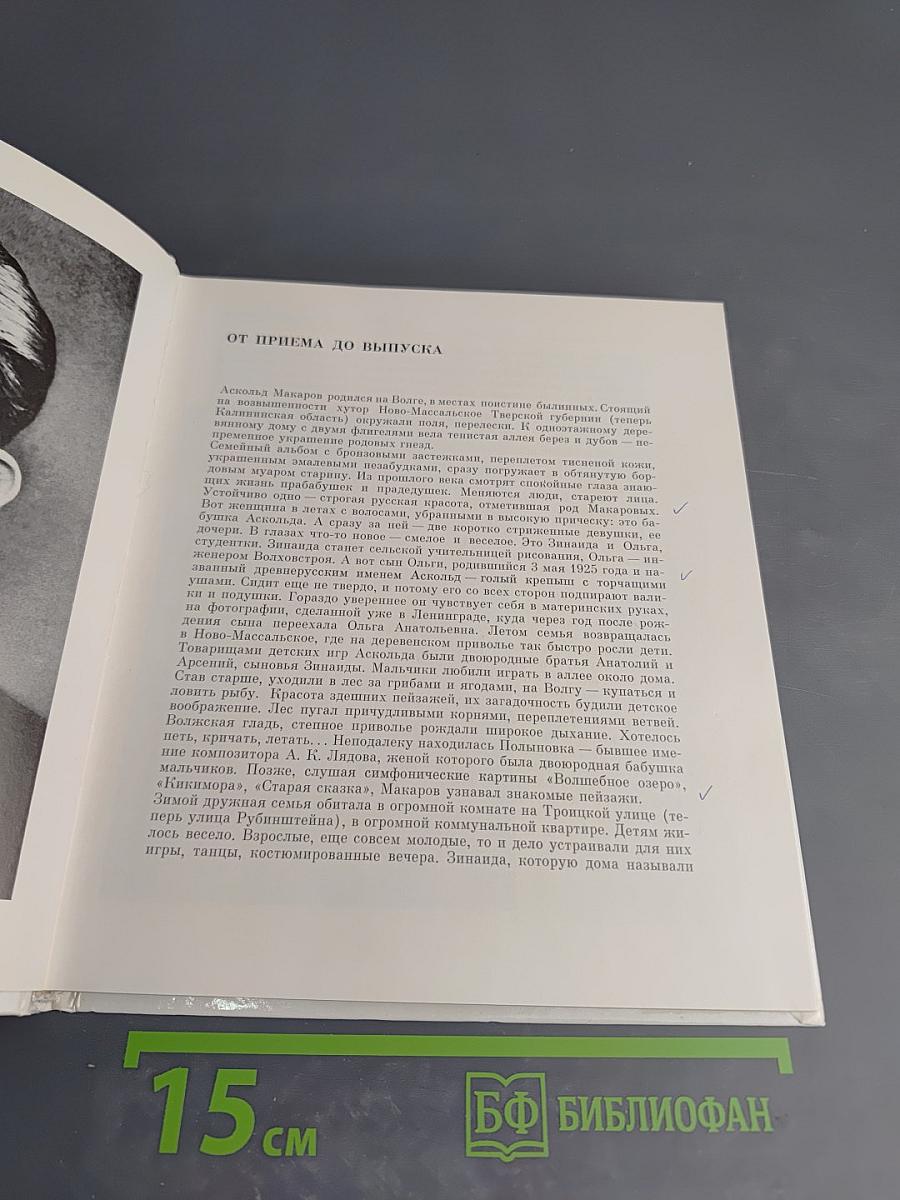 ОТ ПРИЕМА ДО ВЫПУСКА
Аскольд Макаров родился на Волге, в местах поистине былинных. Стоящий
на возвышенности хутор Ново-Массальское Тверской губернии (теперь
Калининская область) окружали поля, перелески. К одноэтажному дере-
вянному дому с двумя флигелями вела тенистая аллея берез и дубов — не-
пременное украшение родовых гнезд.
Семейный альбом с бронзовыми застежками, переплетом тисненой кожи,
украшенным эмалевыми незабудками, сразу погружает в обтянутую бор-
довым муаром старину. Из прошлого века смотрят спокойные глаза знаю-
щих жизнь прабабушек и прадедушек. Меняются люди, стареют лица.
Устойчиво одно — строгая русская красота, отметившая род Макаровых.
Вот женщина в летах с волосами, убранными в высокую прическу: это ба-
бушка Аскольда. А сразу за ней — две коротко стриженные девушки, ее
дочери. В глазах что-то новое — смелое и веселое. Это Зинаида и Ольга,
студентки. Зинаида станет сельской учительницей рисования, Ольга — ин-
женером Волховстроя. А вот сын Ольги, родившийся 3 мая 1925 года и на-
званный древнерусским именем Аскольд — голый крепыш с торчащими
ушами. Сидит еще не твердо, и потому его со всех сторон подпирают вали-
ки и подушки. Гораздо увереннее он чувствует себя в материнских руках,
на фотографии, сделанной уже в Ленинграде, куда через год после рож-
дения сына переехала Ольга Анатольевна. Летом семья возвращалась
в Ново-Массальское, где на деревенском приволье так быстро росли дети.
Товарищами детских игр Аскольда были двоюродные братья Анатолий и
Арсений, сыновья Зинаиды. Мальчики любили играть в аллее около дома.
Став старше, уходили в лес за грибами и ягодами, на Волгу — купаться и
ловить рыбу. Красота здешних пейзажей, их загадочность будили детское
воображение. Лес пугал причудливыми корнями, переплетениями ветвей.
Волжская гладь, степное приволье рождали широкое дыхание. Хотелось
петь, кричать, летать... Неподалеку находилась Полыновка — бывшее име-
ние композитора А. К. Лядова, женой которого была двоюродная бабушка
мальчиков. Позже, слушая симфонические картины «Волшебное озеро»,
«Кикимора», «Старая сказка», Макаров узнавал знакомые пейзажи.
Зимой дружная семья обитала в огромной комнате на Троицкой улице (те-
перь улица Рубинштейна), в огромной коммунальной квартире. Детям жи-
лось весело. Взрослые, еще совсем молодые, то и дело устраивали для них
игры, танцы, костюмированные вечера. Зинаида, которую дома называли
15 см
БФ БИБЛИОФАН